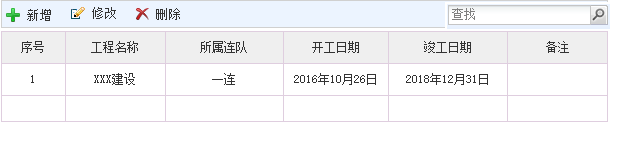 新增 修改 删除 查找
序号 工程名称 所属连队 开工日期 竣工日期 备注
1 XXX建设 一连 2016年10月26日 2018年12月31日